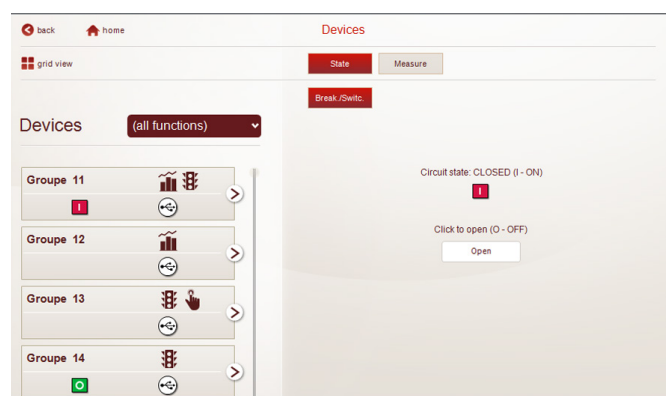 back
home
Devices
grid view
State
Measure
Break./Switc.
Devices
(all functions)
Groupe 11
I
Groupe 12
Groupe 13
Groupe 14
O
Circuit state: CLOSED (I - ON)
I
Click to open (O - OFF)
Open